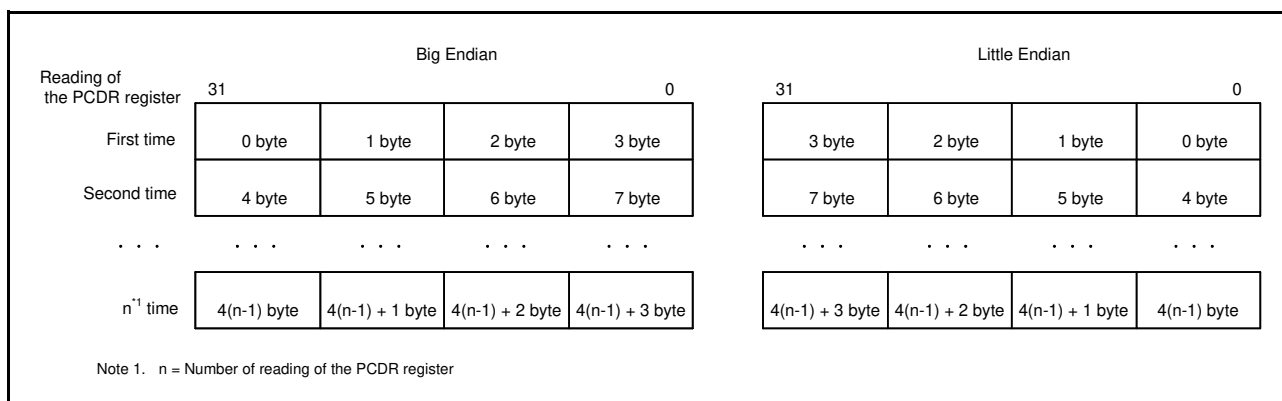 Big Endian Little Endian
Reading of
the PCDR register 31 0 31 0
First time 0 byte 1 byte 2 byte 3 byte 3 byte 2 byte 1 byte 0 byte
Second time 4 byte 5 byte 6 byte 7 byte 7 byte 6 byte 5 byte 4 byte
. . . . . . . . . . . . . . . . . . . . . . . . . . .
n*1 time 4(n-1) byte 4(n-1) + 1 byte 4(n-1) + 2 byte 4(n-1) + 3 byte 4(n-1) + 3 byte 4(n-1) + 2 byte 4(n-1) + 1 byte 4(n-1) byte
Note 1. n = Number of reading of the PCDR register